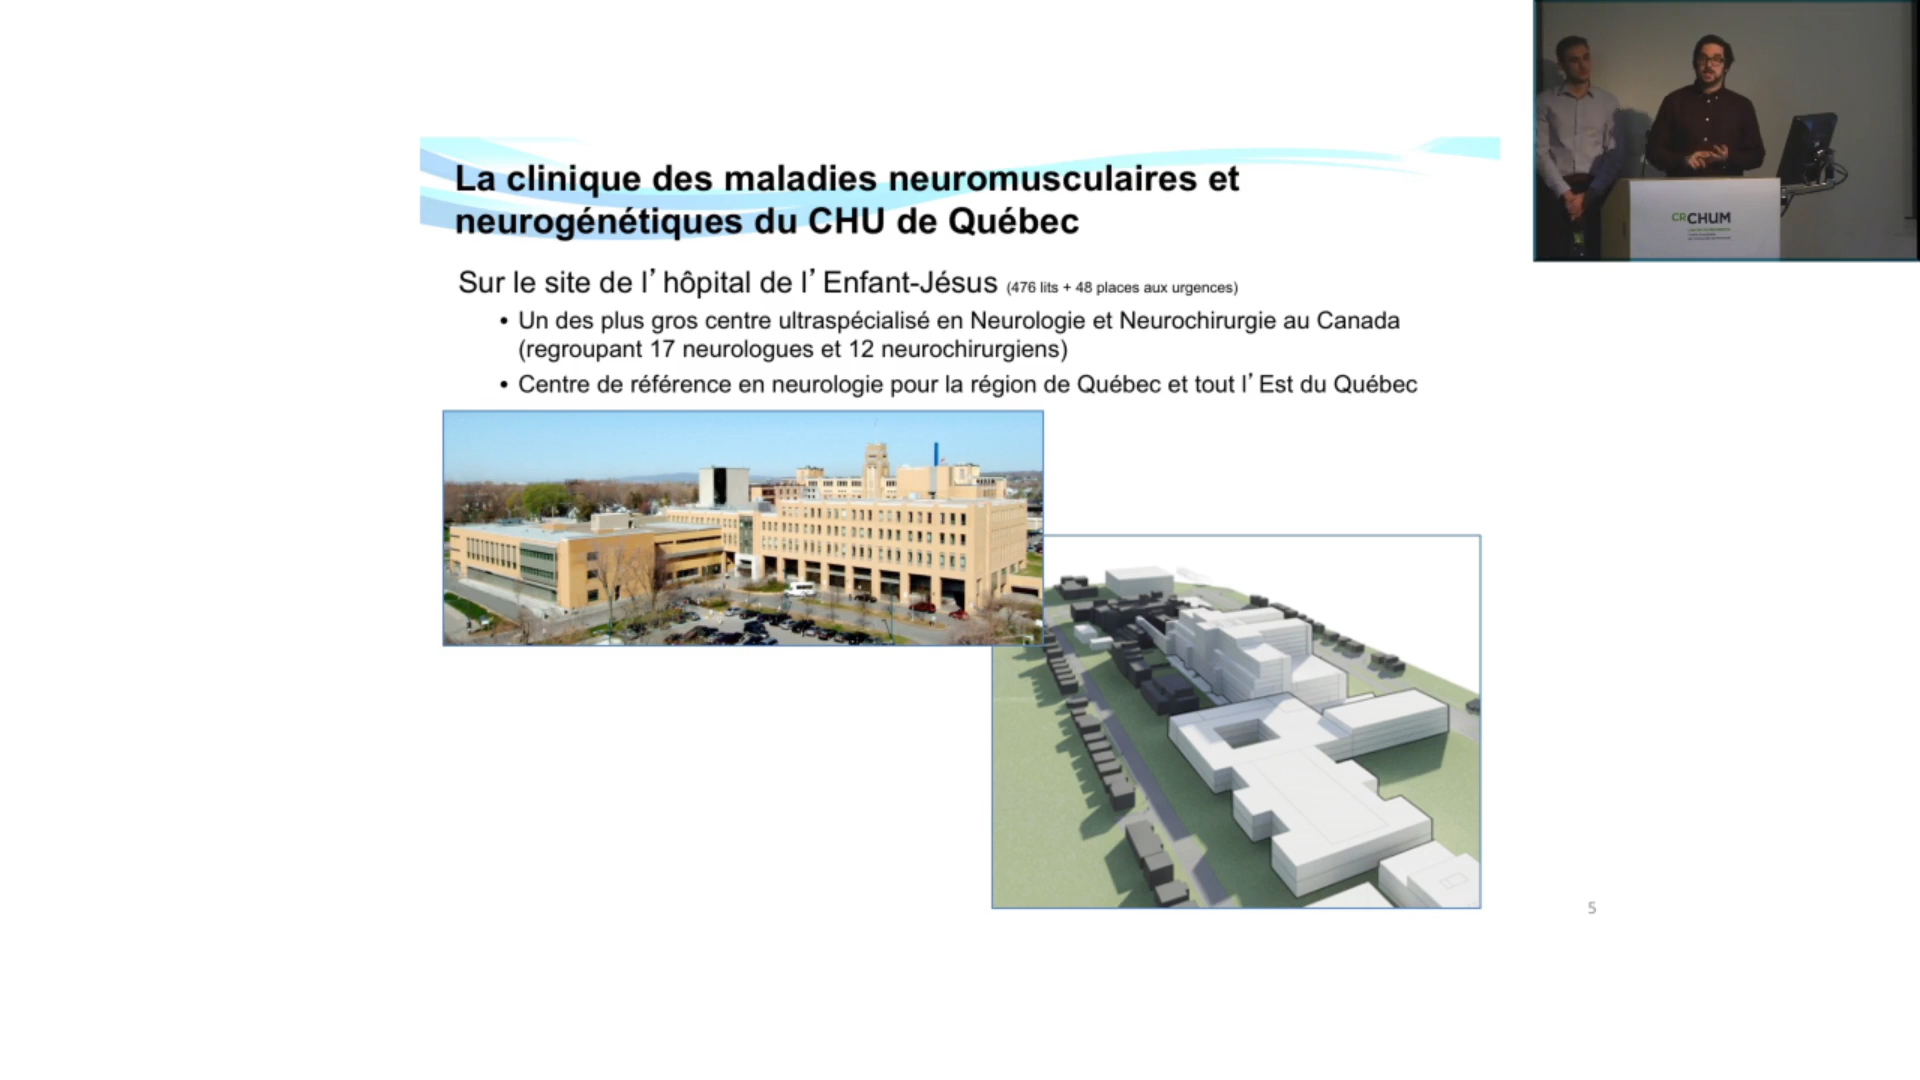 La clinique des maladies neuromusculaires et
neurogénétiques du CHU de Québec
Sur le site de l’hôpital de l’Enfant-Jésus (476 lits + 48 places aux urgences)
• Un des plus gros centre ultraspécialisé en Neurologie et Neurochirurgie au Canada
(regroupant 17 neurologues et 12 neurochirurgiens)
• Centre de référence en neurologie pour la région de Québec et tout l’Est du Québec
CRCHUM
5